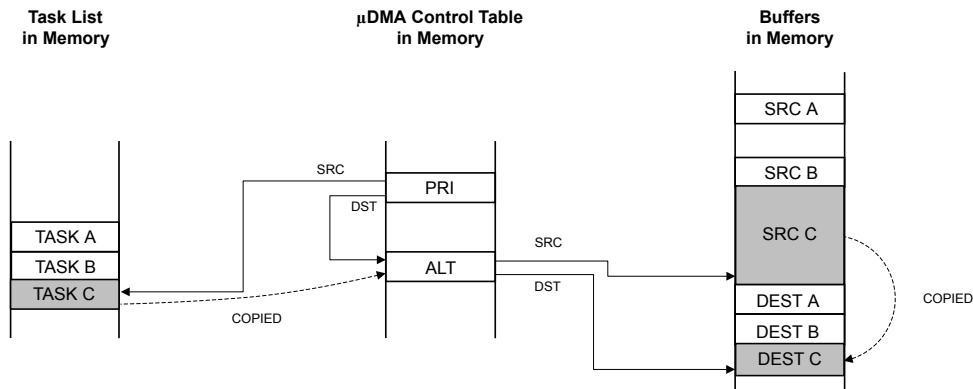 Task List
in Memory
µDMA Control Table
in Memory
Buffers
in Memory
SRC A
SRC B
SRC
PRI
DST
SRC C
TASK A
TASK B
TASK C
ALT
SRC
DST
COPIED
DEST A
DEST B
DEST C
COPIED